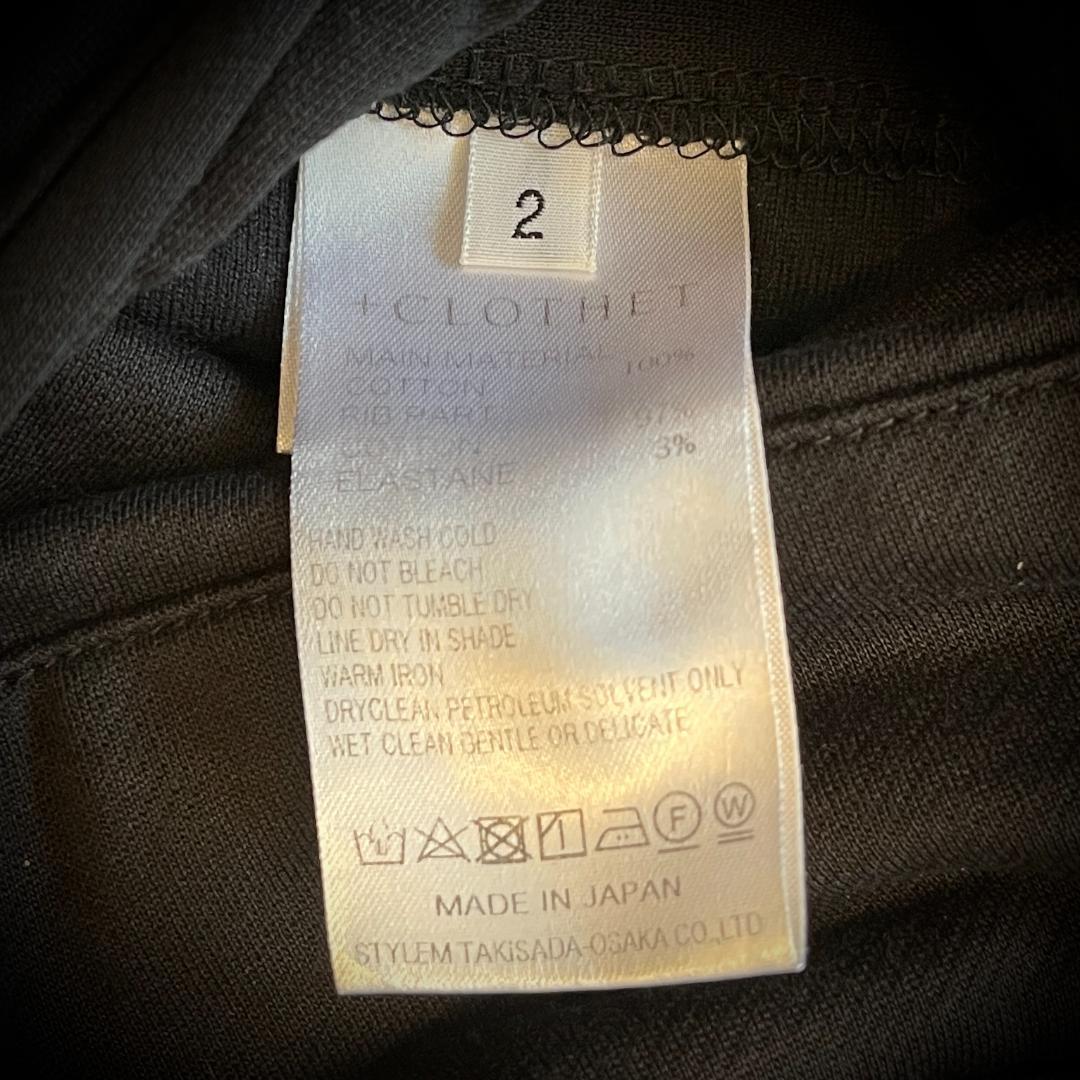 2
+CLOTHET
MAIN MATERIAL
COTTON 100%
RIB PART
COTTON 97%
ELASTANE 3%
HAND WASH COLD
DO NOT BLEACH
DO NOT TUMBLE DRY
LINE DRY IN SHADE
WARM IRON
DRYCLEAN PETROLEUM SOLVENT ONLY
WET CLEAN GENTLE OR DELICATE
F W
MADE IN JAPAN
STYLEM TAKISADA-OSAKA CO.,LTD